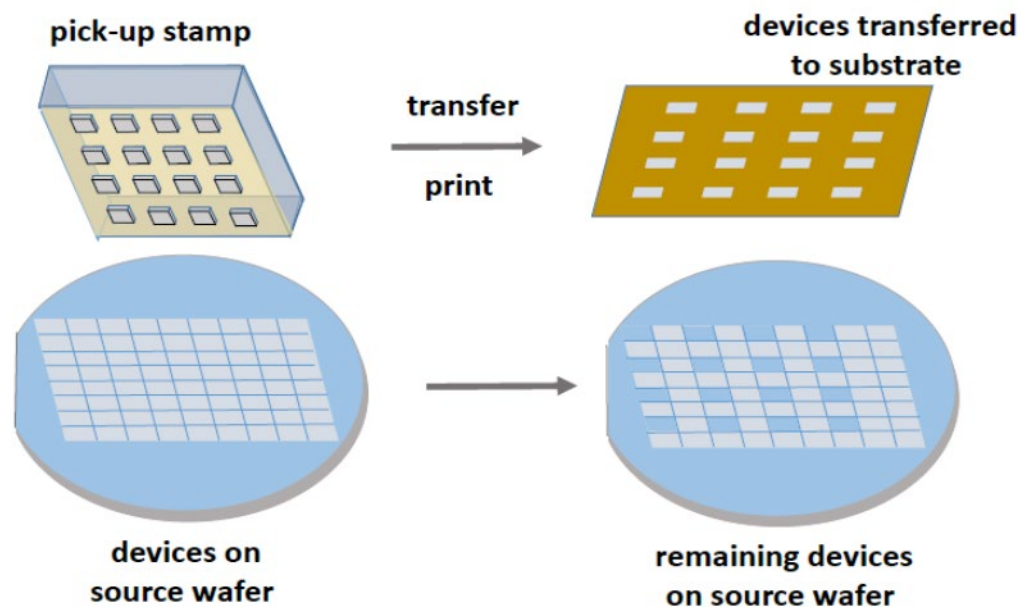 pick-up stamp
devices transferred
to substrate
transfer
print
devices on
source wafer
remaining devices
on source wafer